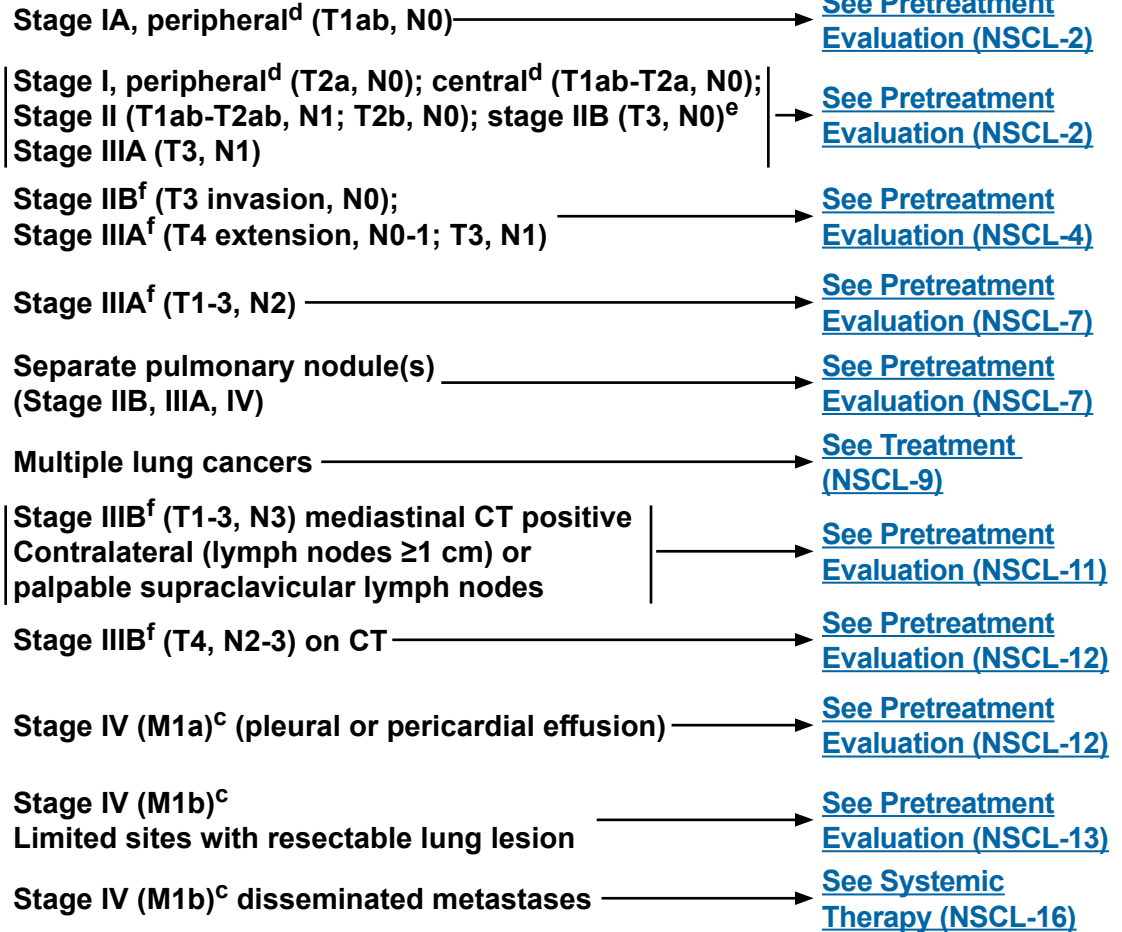 Stage IA, peripheral^d (T1ab, N0)
See Pretreatment
Evaluation (NSCL-2)
Stage I, peripheral^d (T2a, N0); central^d (T1ab-T2a, N0);
Stage II (T1ab-T2ab, N1; T2b, N0); stage IIB (T3, N0)^e
Stage IIIA (T3, N1)
See Pretreatment
Evaluation (NSCL-2)
Stage IIB^f (T3 invasion, N0);
Stage IIIA^f (T4 extension, N0-1; T3, N1)
See Pretreatment
Evaluation (NSCL-4)
Stage IIIA^f (T1-3, N2)
See Pretreatment
Evaluation (NSCL-7)
Separate pulmonary nodule(s)
(Stage IIB, IIIA, IV)
See Pretreatment
Evaluation (NSCL-7)
Multiple lung cancers
See Treatment
(NSCL-9)
Stage IIIB^f (T1-3, N3) mediastinal CT positive
Contralateral (lymph nodes ≥1 cm) or
palpable supraclavicular lymph nodes
See Pretreatment
Evaluation (NSCL-11)
Stage IIIB^f (T4, N2-3) on CT
See Pretreatment
Evaluation (NSCL-12)
Stage IV (M1a)^c (pleural or pericardial effusion)
See Pretreatment
Evaluation (NSCL-12)
Stage IV (M1b)^c
Limited sites with resectable lung lesion
See Pretreatment
Evaluation (NSCL-13)
Stage IV (M1b)^c disseminated metastases
See Systemic
Therapy (NSCL-16)